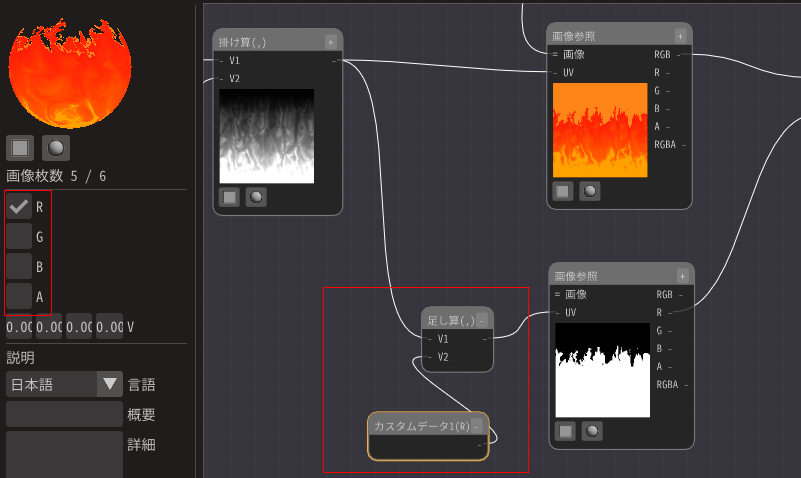 画像枚数 5 / 6
R
G
B
A
0.00 0.00 0.00 0.00 V
説明
日本語 言語
概要
詳細
掛け算(,) +
V1
V2
画像参照 +
= 画像 RGB
UV R
G
B
A
RGBA
足し算(,) -
V1
V2
カスタムデータ1(R) -
画像参照 +
= 画像 RGB
UV R
G
B
A
RGBA